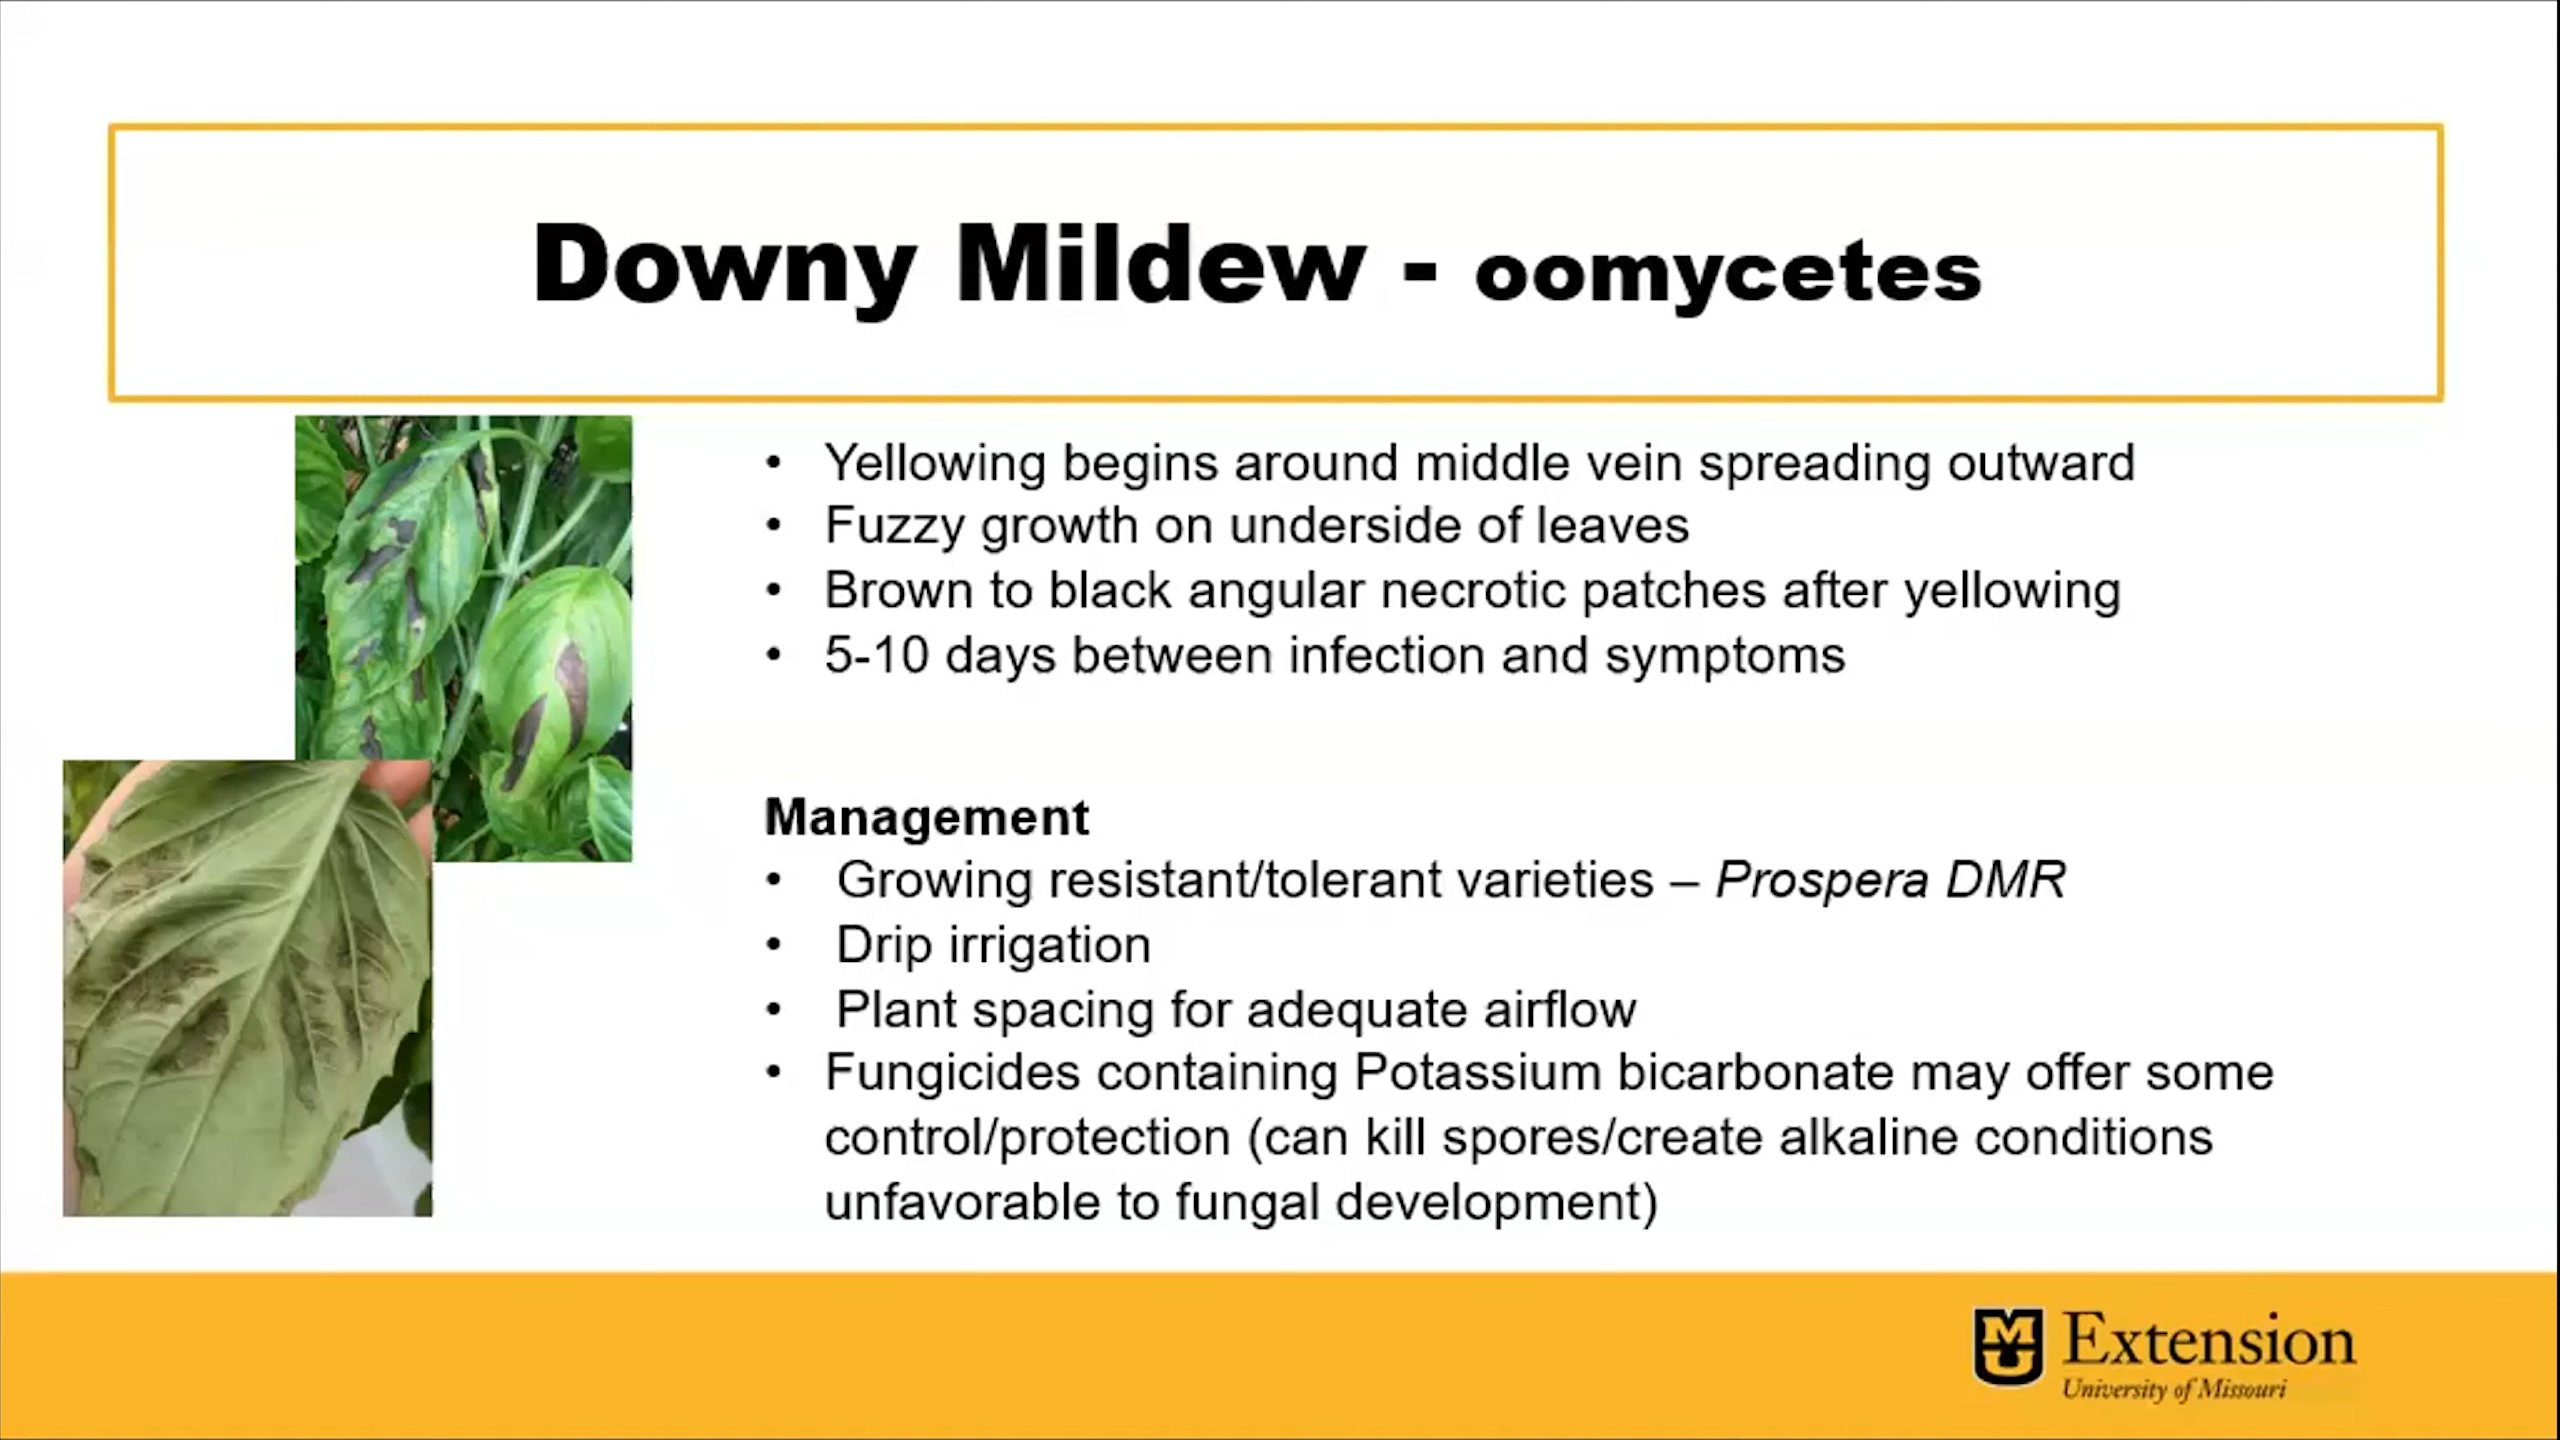 Downy Mildew - oomycetes
• Yellowing begins around middle vein spreading outward
• Fuzzy growth on underside of leaves
• Brown to black angular necrotic patches after yellowing
• 5-10 days between infection and symptoms
Management
• Growing resistant/tolerant varieties – Prospera DMR
• Drip irrigation
• Plant spacing for adequate airflow
• Fungicides containing Potassium bicarbonate may offer some
control/protection (can kill spores/create alkaline conditions
unfavorable to fungal development)
MU Extension
University of Missouri